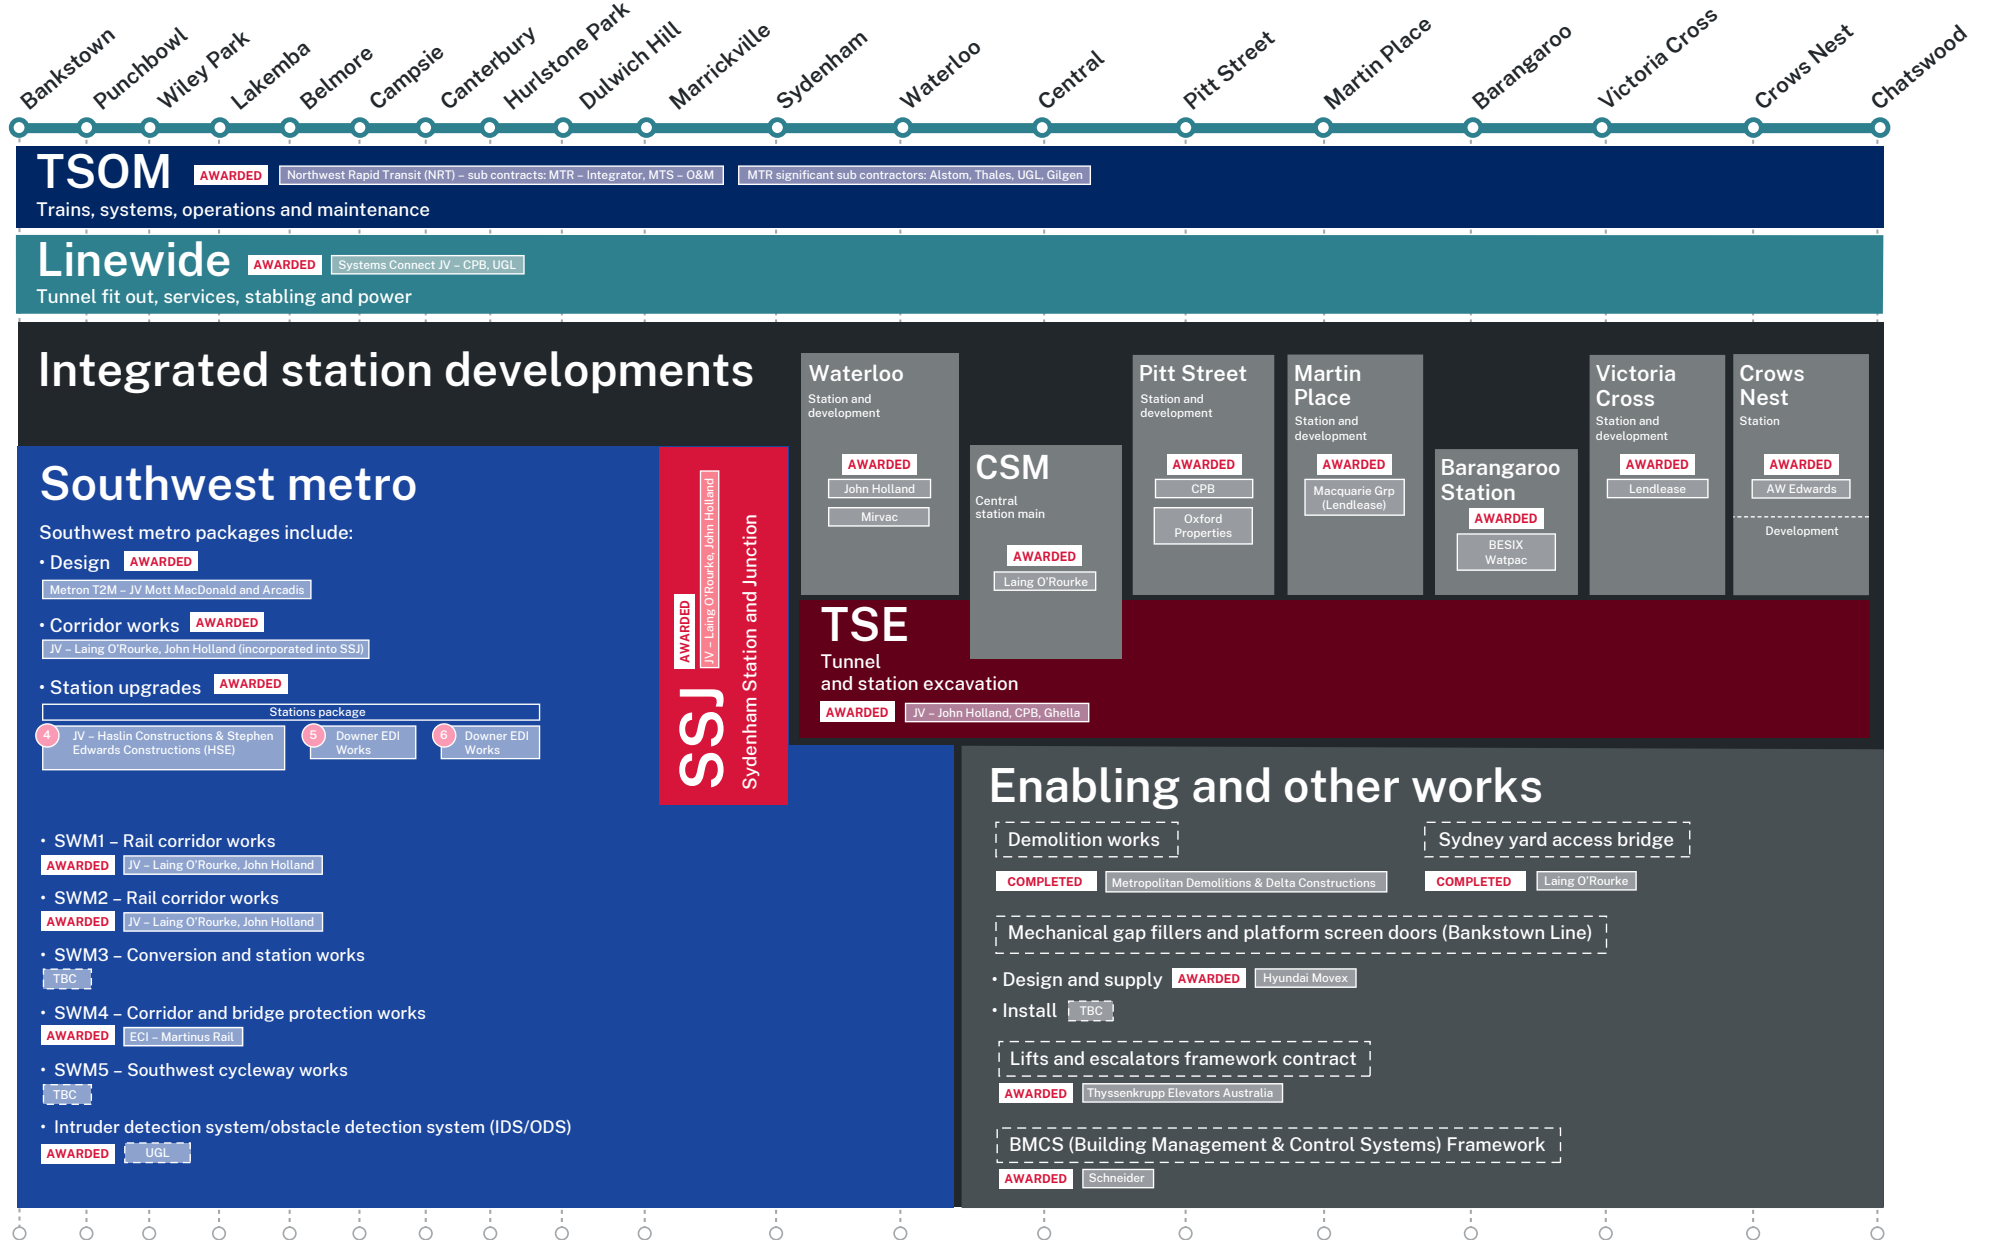 Bankstown
Punchbowl
Wiley Park
Lakemba
Belmore
Campsie
Canterbury
Hurlstone Park
Dulwich Hill
Marrickville
Sydenham
Waterloo
Central
Pitt Street
Martin Place
Barangaroo
Victoria Cross
Crows Nest
Chatswood
TSOM AWARDED Northwest Rapid Transit (NRT) – sub contracts: MTR – Integrator, MTS – O&M MTR significant sub contractors: Alstom, Thales, UGL, Gilgen
Trains, systems, operations and maintenance
Linewide AWARDED Systems Connect JV – CPB, UGL
Tunnel fit out, services, stabling and power
Integrated station developments
Waterloo
Station and
development
AWARDED
John Holland
Mirvac
CSM
Central
station main
AWARDED
Laing O'Rourke
Pitt Street
Station and
development
AWARDED
CPB
Oxford
Properties
Martin
Place
Station and
development
AWARDED
Macquarie Grp
(Lendlease)
Barangaroo
Station
AWARDED
BESIX
Watpac
Victoria
Cross
Station and
development
AWARDED
Lendlease
Crows
Nest
Station
AWARDED
AW Edwards
Development
Southwest metro
Southwest metro packages include:
• Design AWARDED
Metron T2M – JV Mott MacDonald and Arcadis
• Corridor works AWARDED
JV – Laing O'Rourke, John Holland (incorporated into SSJ)
• Station upgrades AWARDED
Stations package
4 JV – Haslin Constructions & Stephen
Edwards Constructions (HSE)
5 Downer EDI
Works
6 Downer EDI
Works
• SWM1 – Rail corridor works
AWARDED JV – Laing O'Rourke, John Holland
• SWM2 – Rail corridor works
AWARDED JV – Laing O'Rourke, John Holland
• SWM3 – Conversion and station works
TBC
• SWM4 – Corridor and bridge protection works
AWARDED ECI – Martinus Rail
• SWM5 – Southwest cycleway works
TBC
• Intruder detection system/obstacle detection system (IDS/ODS)
AWARDED UGL
SSJ AWARDED
JV – Laing O'Rourke, John Holland
Sydenham Station and Junction
TSE
Tunnel
and station excavation
AWARDED JV – John Holland, CPB, Ghella
Enabling and other works
Demolition works
COMPLETED Metropolitan Demolitions & Delta Constructions
Sydney yard access bridge
COMPLETED Laing O'Rourke
Mechanical gap fillers and platform screen doors (Bankstown Line)
• Design and supply AWARDED Hyundai Movex
• Install TBC
Lifts and escalators framework contract
AWARDED Thyssenkrupp Elevators Australia
BMCS (Building Management & Control Systems) Framework
AWARDED Schneider